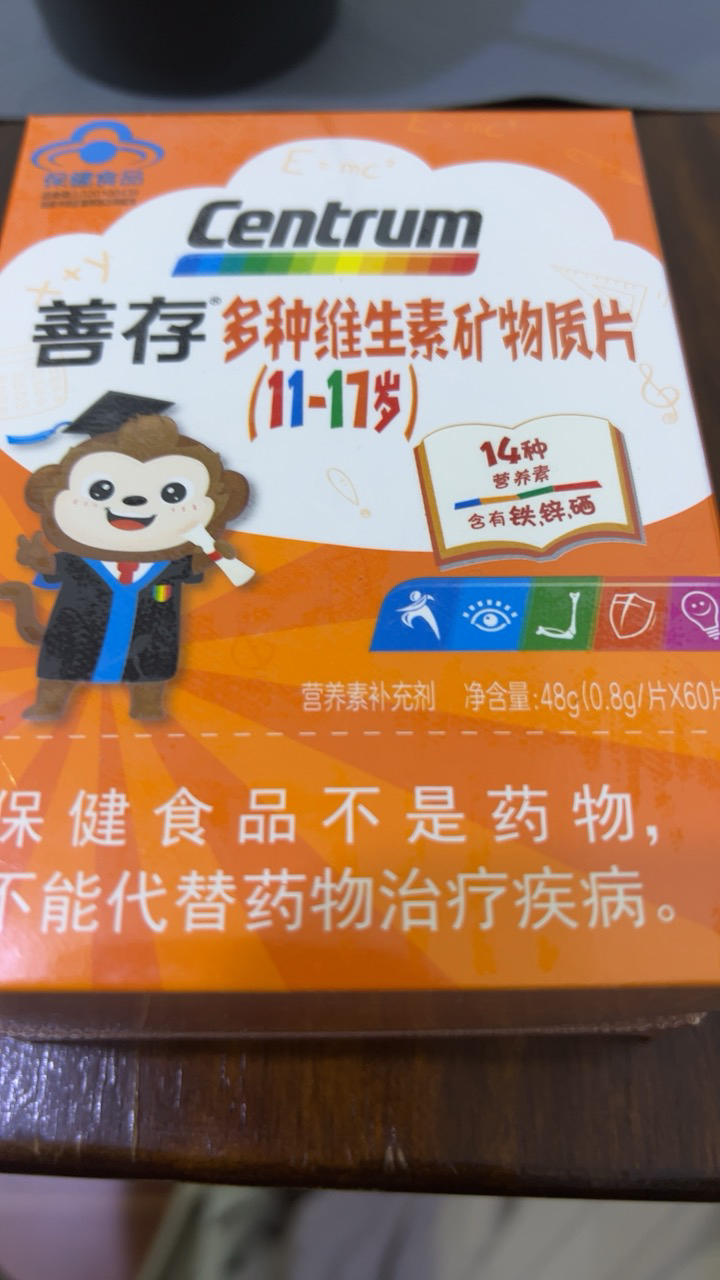 保健食品
E=mc²
Centrum
善存®多种维生素矿物质片
(11-17岁)
14种
营养素
含有铁、锌、硒
营养素补充剂 净含量:48g(0.8g/片X60片
保健食品不是药物,
不能代替药物治疗疾病。